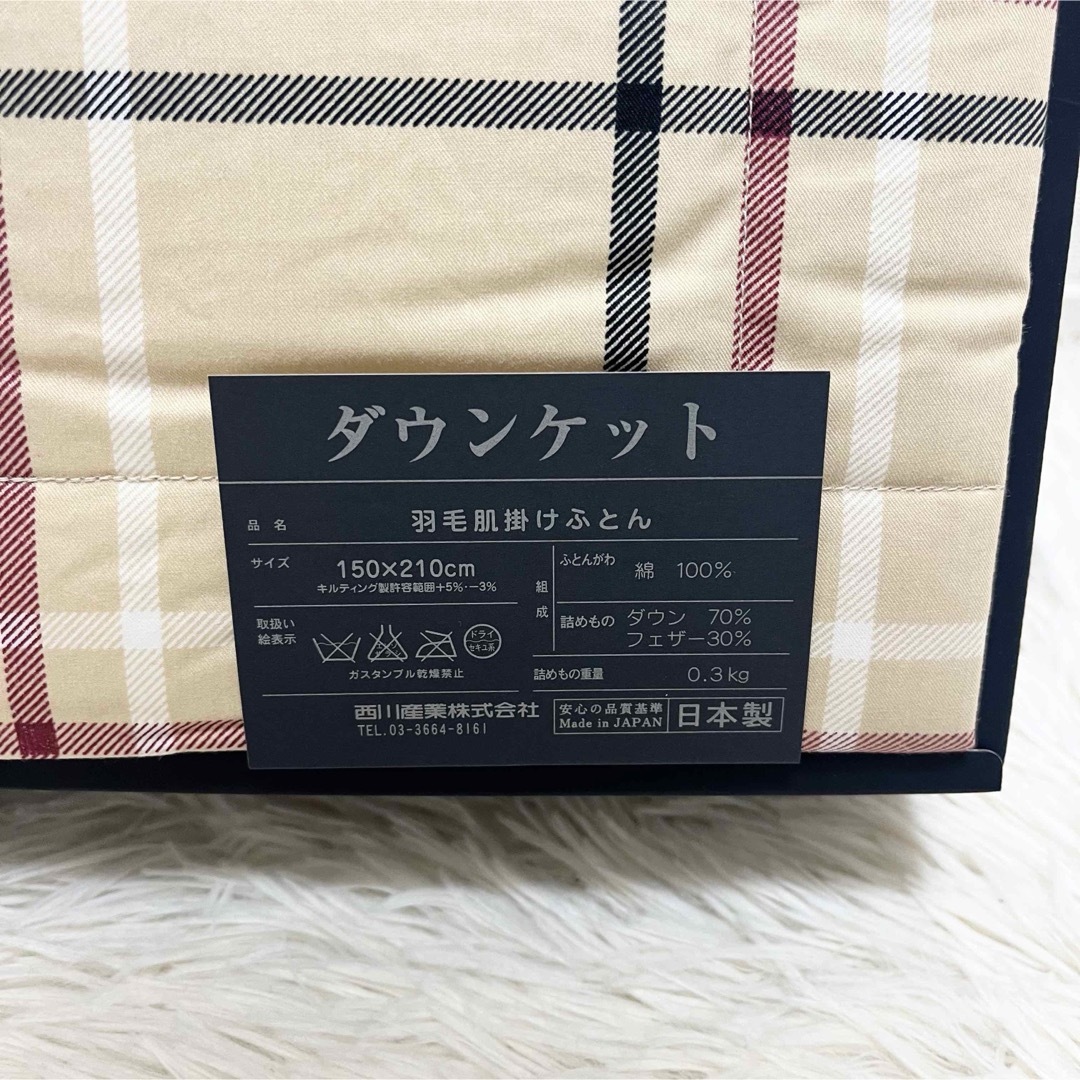 ダウンケット
品名 羽毛肌掛けふとん
サイズ 150×210cm
キルティング製許容範囲+5%・−3%
取扱い
絵表示
ドライ
セキユ系
ガスタンブル乾燥禁止
組成
ふとんがわ 綿 100%
詰めもの ダウン 70%
フェザー30%
詰めもの重量 0.3kg
西川産業株式会社
TEL.03-3664-8161
安心の品質基準
Made in JAPAN
日本製